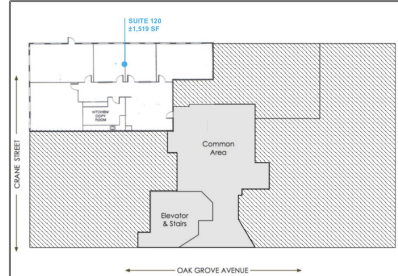 SUITE 120
±1,519 SF
KITCHEN/
COPY
ROOM
Common
Area
Elevator
& Stairs
CRANE STREET
OAK GROVE AVENUE